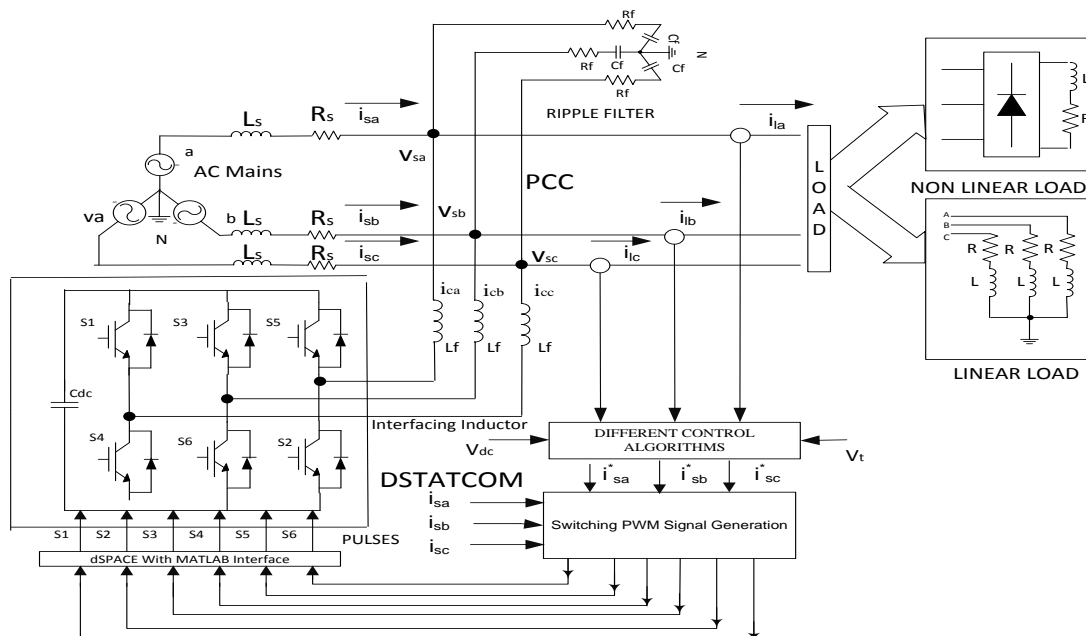 Rf
Cf
Rf
Cf
N
Cf
Rf
RIPPLE FILTER
L
R
NON LINEAR LOAD
Ls
Rs
isa
ila
a
AC Mains
vsa
PCC
LOAD
va
N
b
Ls
Rs
isb
vsb
ilb
Ls
Rs
isc
vsc
ilc
A
B
C
R
R
R
L
L
L
LINEAR LOAD
ica
icb
icc
Lf
Lf
Lf
S1
S3
S5
Cdc
S4
S6
S2
Interfacing Inductor
Vdc
DIFFERENT CONTROL
ALGORITHMS
Vt
i*sa
i*sb
i*sc
DSTATCOM
isa
isb
isc
Switching PWM Signal Generation
S1
S2
S3
S4
S5
S6
PULSES
dSPACE With MATLAB Interface